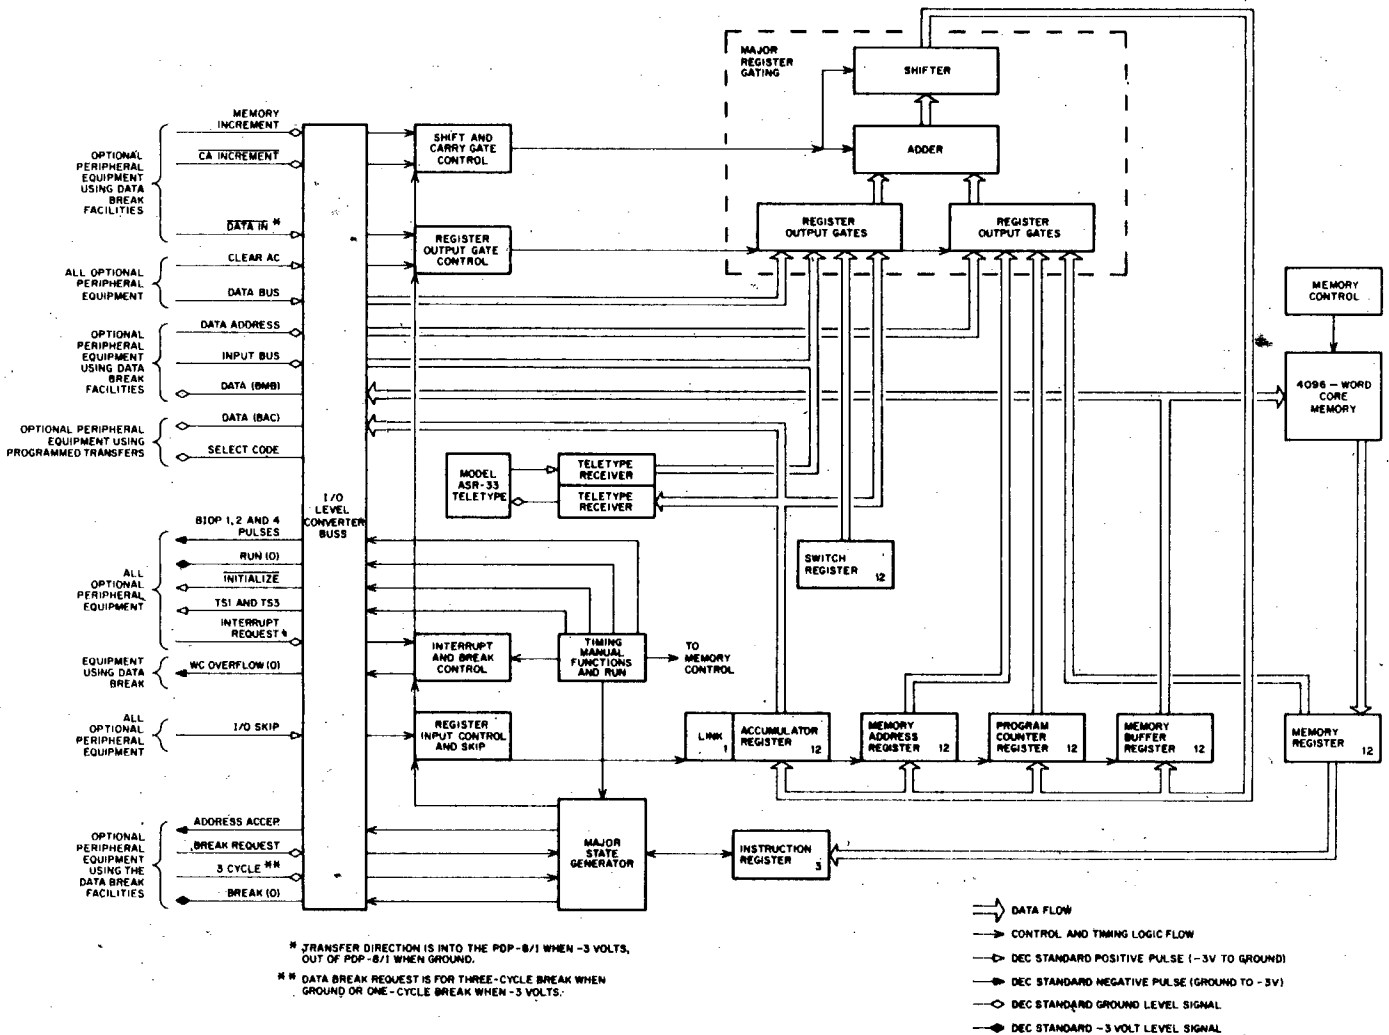 MAJOR
REGISTER
GATING
SHIFTER
ADDER
REGISTER
OUTPUT GATES
REGISTER
OUTPUT GATES
MEMORY
INCREMENT
CA INCREMENT
DATA IN *
OPTIONAL
PERIPHERAL
EQUIPMENT
USING DATA
BREAK
FACILITIES
CLEAR AC
DATA BUS
ALL OPTIONAL
PERIPHERAL
EQUIPMENT
DATA ADDRESS
INPUT BUS
DATA (BMB)
OPTIONAL
PERIPHERAL
EQUIPMENT
USING DATA
BREAK
FACILITIES
DATA (BAC)
SELECT CODE
OPTIONAL PERIPHERAL
EQUIPMENT USING
PROGRAMMED TRANSFERS
BIOP 1, 2 AND 4
PULSES
RUN (0)
INITIALIZE
TS1 AND TS3
INTERRUPT
REQUEST *
ALL
OPTIONAL
PERIPHERAL
EQUIPMENT
WC OVERFLOW (0)
EQUIPMENT
USING DATA
BREAK
I/O SKIP
ALL
OPTIONAL
PERIPHERAL
EQUIPMENT
ADDRESS ACCEP.
BREAK REQUEST
3 CYCLE **
BREAK (0)
OPTIONAL
PERIPHERAL
EQUIPMENT
USING THE
DATA BREAK
FACILITIES
I/O
LEVEL
CONVERTER
BUSS
SHIFT AND
CARRY GATE
CONTROL
REGISTER
OUTPUT GATE
CONTROL
MODEL
ASR-33
TELETYPE
TELETYPE
RECEIVER
TELETYPE
RECEIVER
SWITCH
REGISTER 12
INTERRUPT
AND BREAK
CONTROL
TIMING
MANUAL
FUNCTIONS
AND RUN
TO
MEMORY
CONTROL
REGISTER
INPUT CONTROL
AND SKIP
LINK 1
ACCUMULATOR
REGISTER 12
MEMORY
ADDRESS
REGISTER 12
PROGRAM
COUNTER
REGISTER 12
MEMORY
BUFFER
REGISTER 12
MEMORY
REGISTER 12
MEMORY
CONTROL
4096 - WORD
CORE
MEMORY
MAJOR
STATE
GENERATOR
INSTRUCTION
REGISTER 3
* TRANSFER DIRECTION IS INTO THE PDP-8/I WHEN -3 VOLTS,
OUT OF PDP-8/I WHEN GROUND.
** DATA BREAK REQUEST IS FOR THREE-CYCLE BREAK WHEN
GROUND OR ONE-CYCLE BREAK WHEN -3 VOLTS.
DATA FLOW
CONTROL AND TIMING LOGIC FLOW
DEC STANDARD POSITIVE PULSE (-3V TO GROUND)
DEC STANDARD NEGATIVE PULSE (GROUND TO -3V)
DEC STANDARD GROUND LEVEL SIGNAL
DEC STANDARD -3 VOLT LEVEL SIGNAL